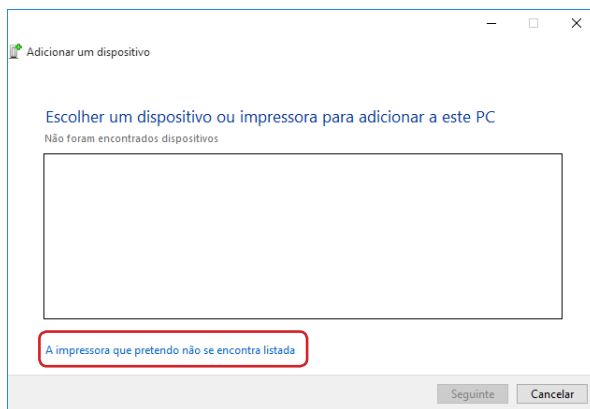 Adicionar um dispositivo
Escolher um dispositivo ou impressora para adicionar a este PC
Não foram encontrados dispositivos
A impressora que pretendo não se encontra listada
Seguinte Cancelar